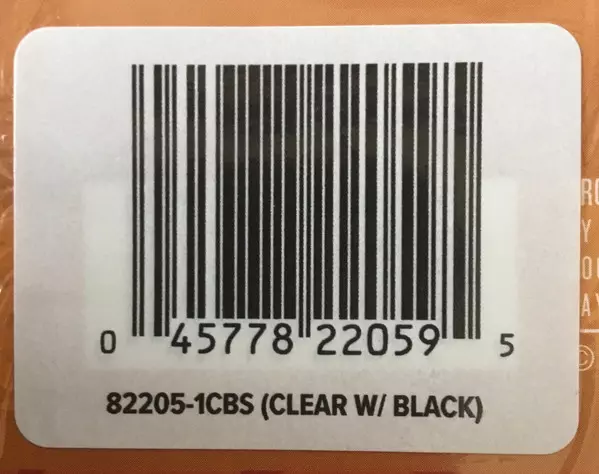 0 45778 22059 5
82205-1CBS (CLEAR W/ BLACK)
©